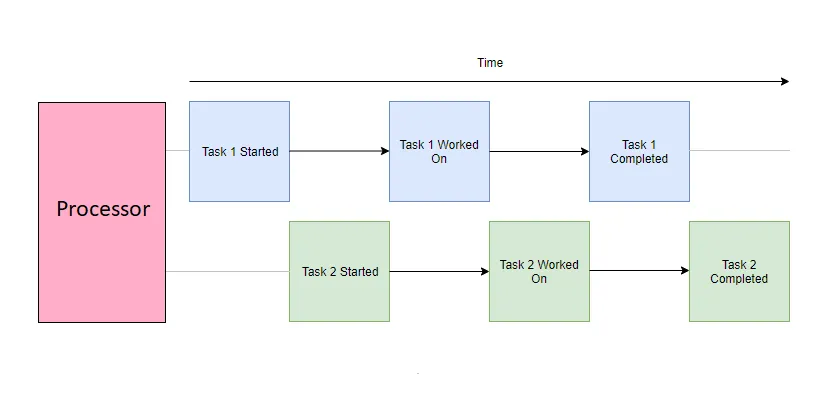 Time
Processor
Task 1 Started
Task 1 Worked
On
Task 1
Completed
Task 2 Started
Task 2 Worked
On
Task 2
Completed